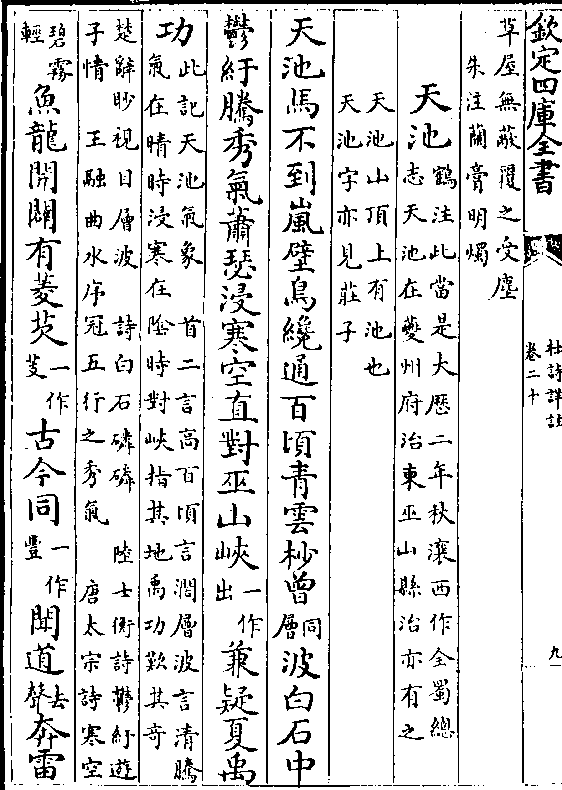 欽定四庫全書
杜詩詳註
卷二十
九
草屋無蔽覆之受塵
朱注蘭膏明燭
天池
鶴注此當是大厯二年秋瀼西作全蜀總
志天池在夔州府治東巫山縣治亦有之
天池山頂上有池也
天池字亦見莊子
天池馬不到嵐壁鳥纔通百頃青雲杪曾同層波白石中
鬱紆騰秀氣蕭瑟浸寒空直對巫山峽一作出兼疑夏禹
功
此記天池氣象 首二言高百頃言濶層波言清騰
氣在晴時浸寒在陰時對峽指其地禹功歎其奇
楚辭眇視目層波 詩白石磷磷 陸士衡詩鬱紆遊
子情 王融曲水序冠五行之秀氣 唐太宗詩寒空
碧霧
輕
魚龍開闢有菱芡一作芰古今同一作豐聞道去聲奔雷